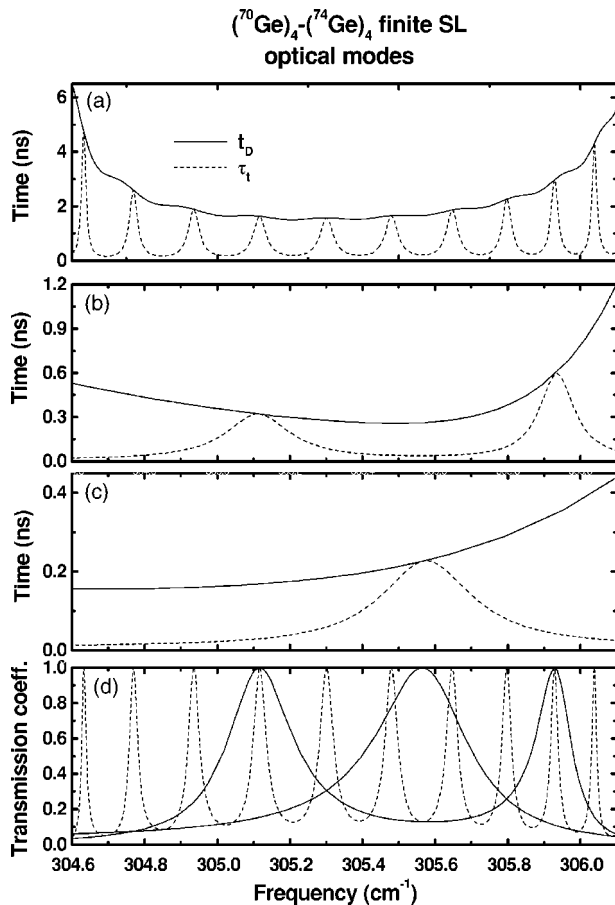 (⁷⁰Ge)₄-(⁷⁴Ge)₄ finite SL
optical modes
(a)
Time (ns)
6
4
2
0
t_D
τ_t
(b)
Time (ns)
1.2
0.9
0.6
0.3
0.0
(c)
Time (ns)
0.4
0.2
0.0
(d)
Transmission coeff.
1.0
0.8
0.6
0.4
0.2
0.0
304.6 304.8 305.0 305.2 305.4 305.6 305.8 306.0
Frequency (cm⁻¹)